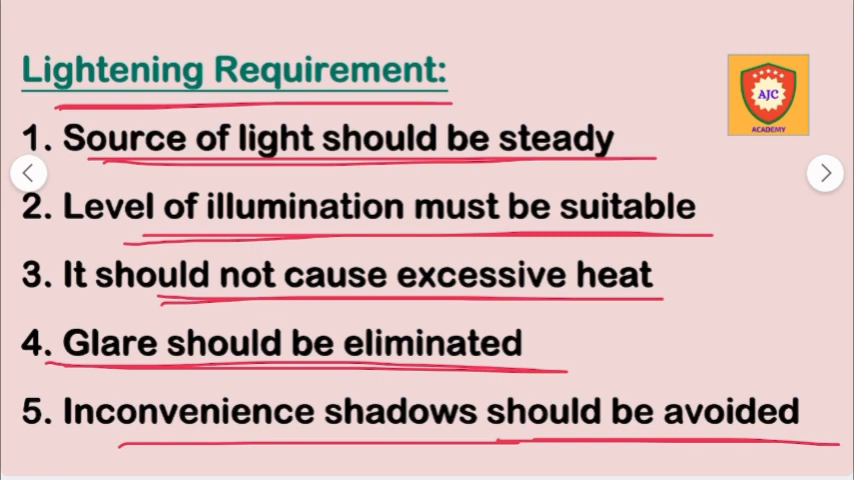 Lightening Requirement:
AJC
ACADEMY
1. Source of light should be steady
2. Level of illumination must be suitable
3. It should not cause excessive heat
4. Glare should be eliminated
5. Inconvenience shadows should be avoided